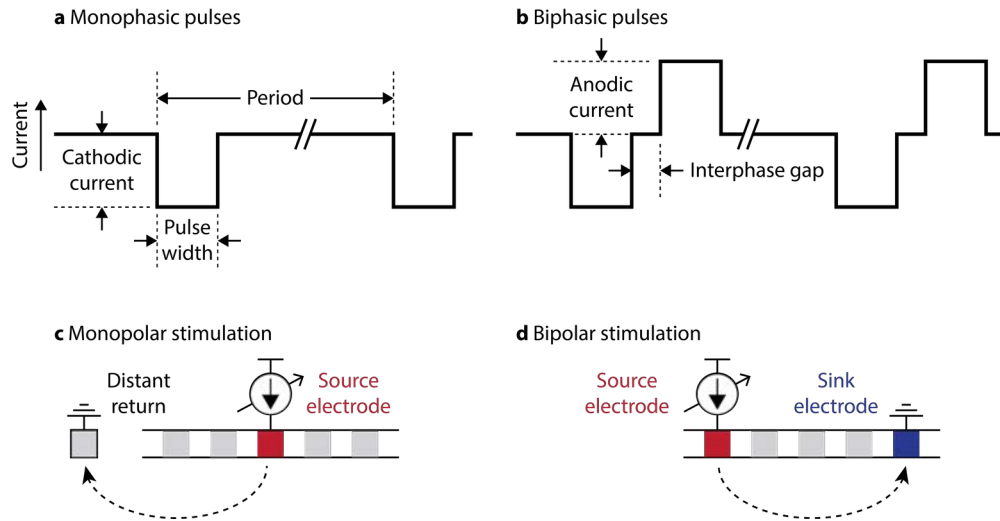 a Monophasic pulses
Current
Period
Cathodic
current
Pulse
width
b Biphasic pulses
Anodic
current
Interphase gap
c Monopolar stimulation
Distant
return
Source
electrode
d Bipolar stimulation
Source
electrode
Sink
electrode